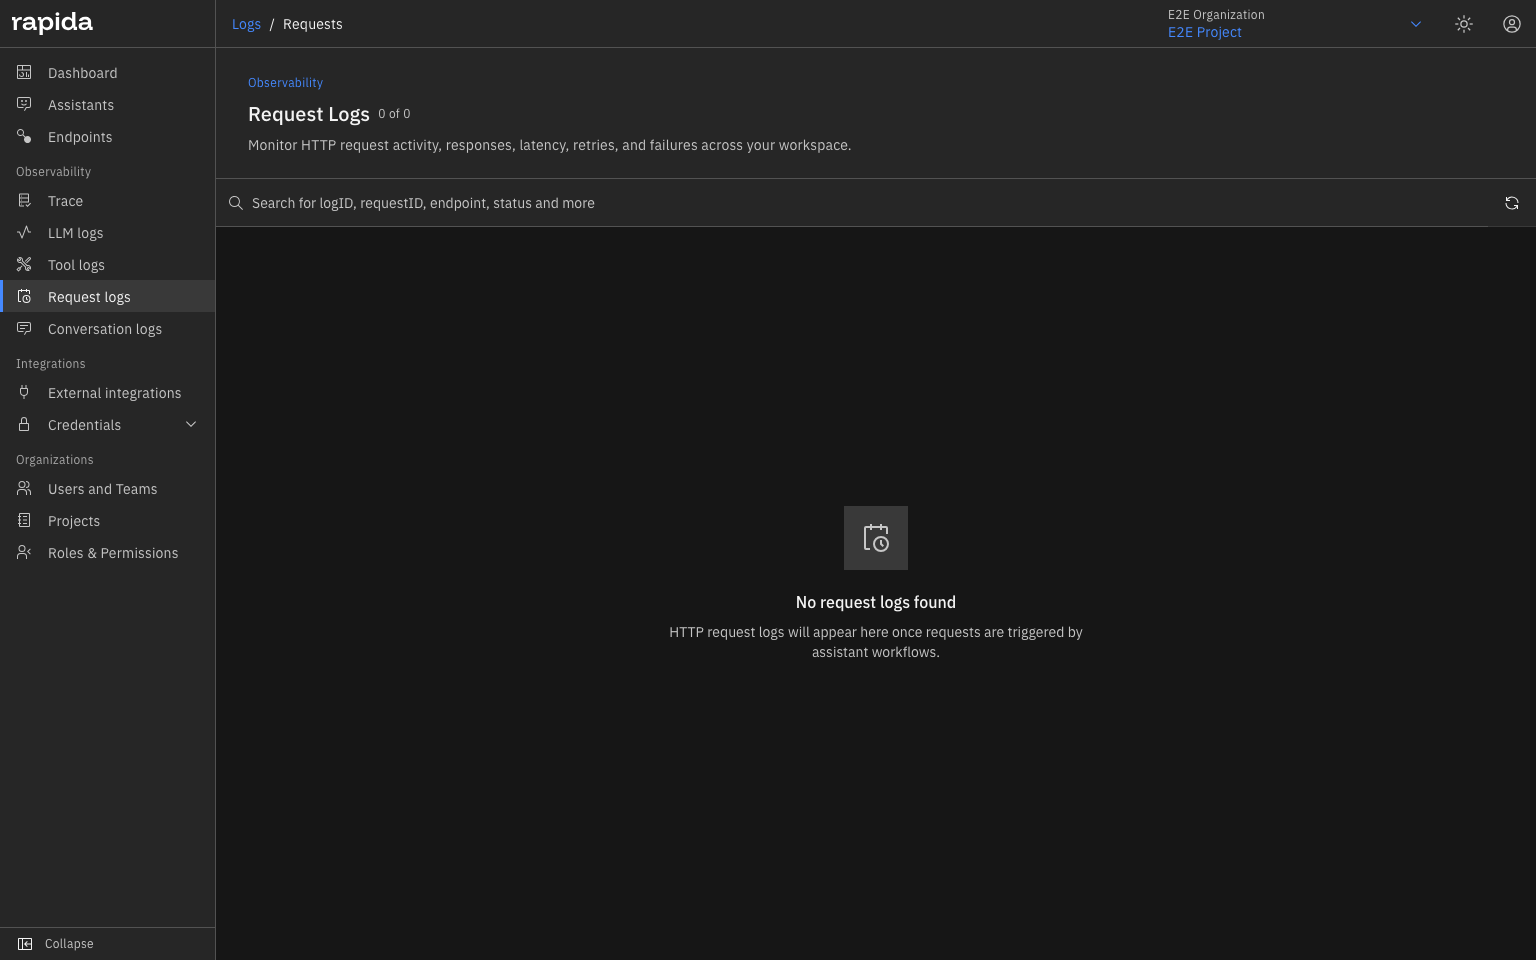 rapida
Logs / Requests
E2E Organization
E2E Project
Dashboard
Assistants
Endpoints
Observability
Trace
LLM logs
Tool logs
Request logs
Conversation logs
Integrations
External integrations
Credentials
Organizations
Users and Teams
Projects
Roles & Permissions
Collapse
Observability
Request Logs 0 of 0
Monitor HTTP request activity, responses, latency, retries, and failures across your workspace.
Search for logID, requestID, endpoint, status and more
No request logs found
HTTP request logs will appear here once requests are triggered by
assistant workflows.